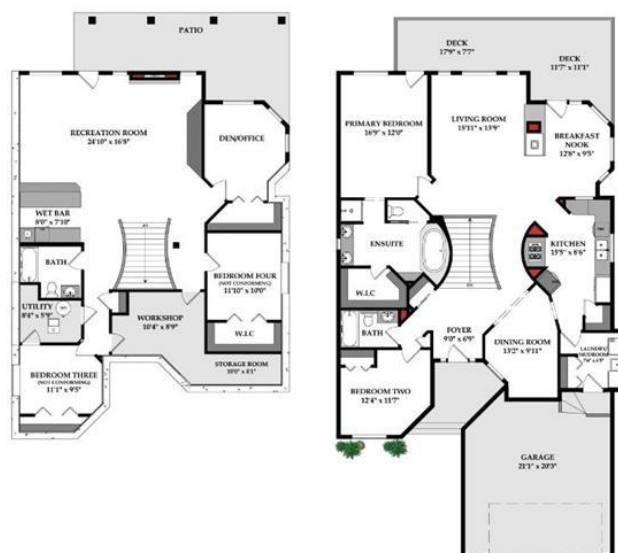 PATIO
RECREATION ROOM
24'10" x 16'8"
DEN/OFFICE
WET BAR
8'0" x 7'10"
BATH
UTILITY
8'4" x 5'9"
WORKSHOP
10'4" x 8'9"
BEDROOM FOUR
(NOT CONFORMING)
11'10" x 10'0"
W.I.C
STORAGE ROOM
10'0" x 4'1"
BEDROOM THREE
(NOT CONFORMING)
11'1" x 9'5"
DECK
17'9" x 7'7"
DECK
11'7" x 11'1"
PRIMARY BEDROOM
16'9" x 12'0"
LIVING ROOM
15'11" x 13'9"
BREAKFAST
NOOK
12'8" x 9'5"
ENSUITE
KITCHEN
15'5" x 8'6"
W.I.C
BATH
FOYER
9'0" x 6'9"
DINING ROOM
13'2" x 9'11"
LAUNDRY/
MUDROOM
BEDROOM TWO
12'4" x 11'7"
GARAGE
21'1" x 20'3"